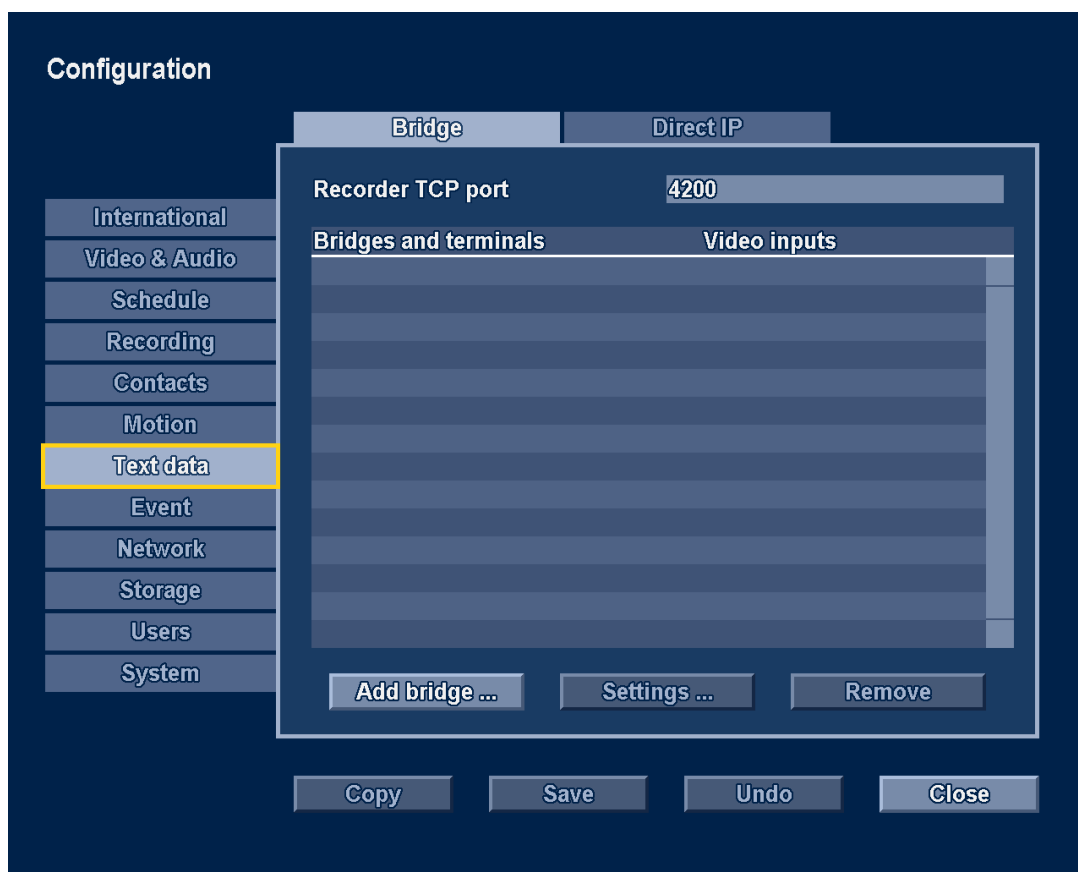 Configuration
Bridge Direct IP
Recorder TCP port 4200
Bridges and terminals Video inputs
International
Video & Audio
Schedule
Recording
Contacts
Motion
Text data
Event
Network
Storage
Users
System
Add bridge ... Settings ... Remove
Copy Save Undo Close